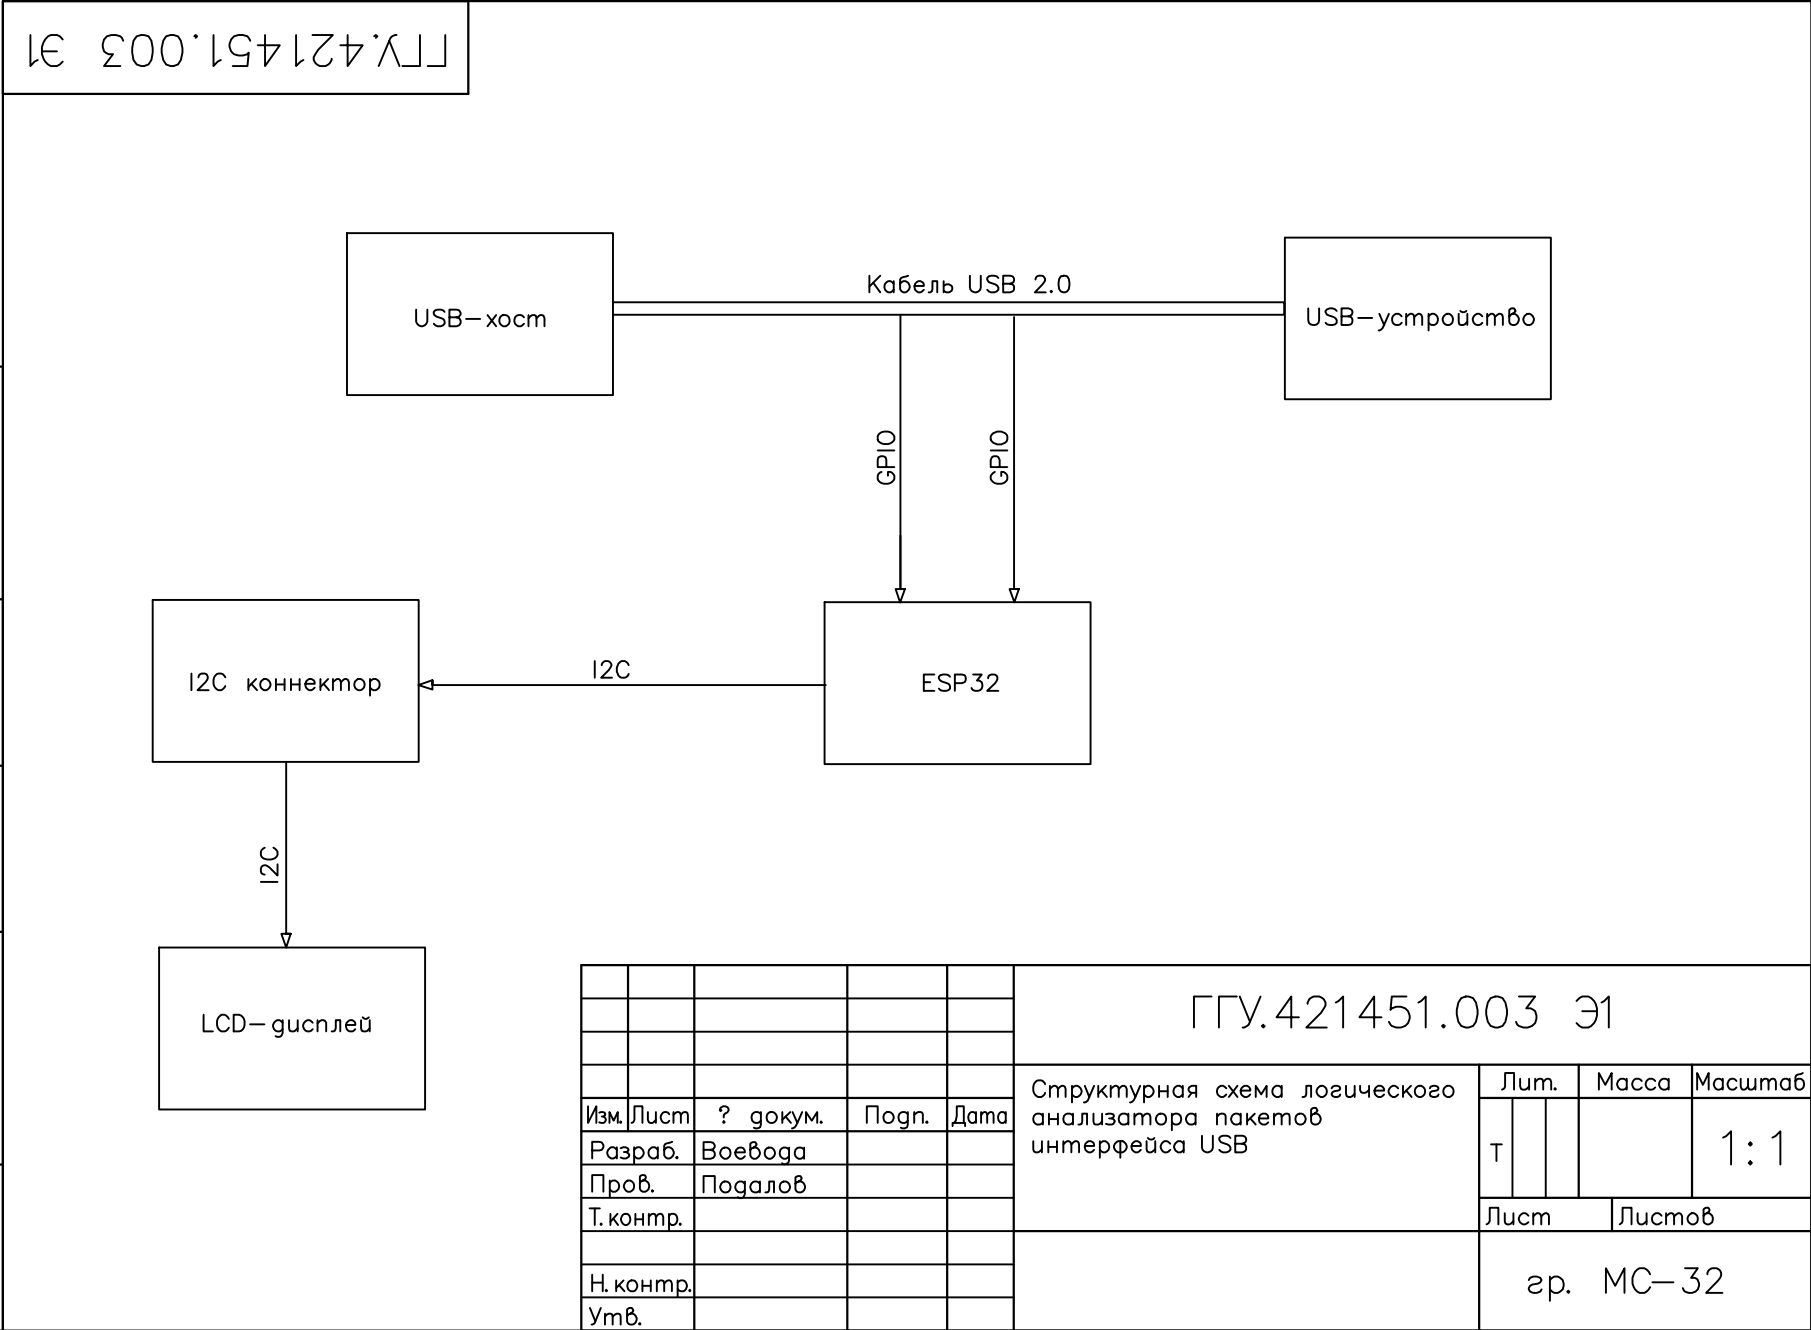 ГГУ.421451.003 Э1
Кабель USB 2.0
USB-хост
USB-устройство
GPIO
GPIO
I2C коннектор
I2C
ESP32
I2C
LCD-дисплей
ГГУ.421451.003 Э1
Структурная схема логического
анализатора пакетов
интерфейса USB
Лит.
Масса
Масштаб
Т
1:1
Лист
Листов
гр. МС-32
Изм.
Лист
? докум.
Подп.
Дата
Разраб.
Воевода
Пров.
Подалов
Т.контр.
Н.контр.
Утв.